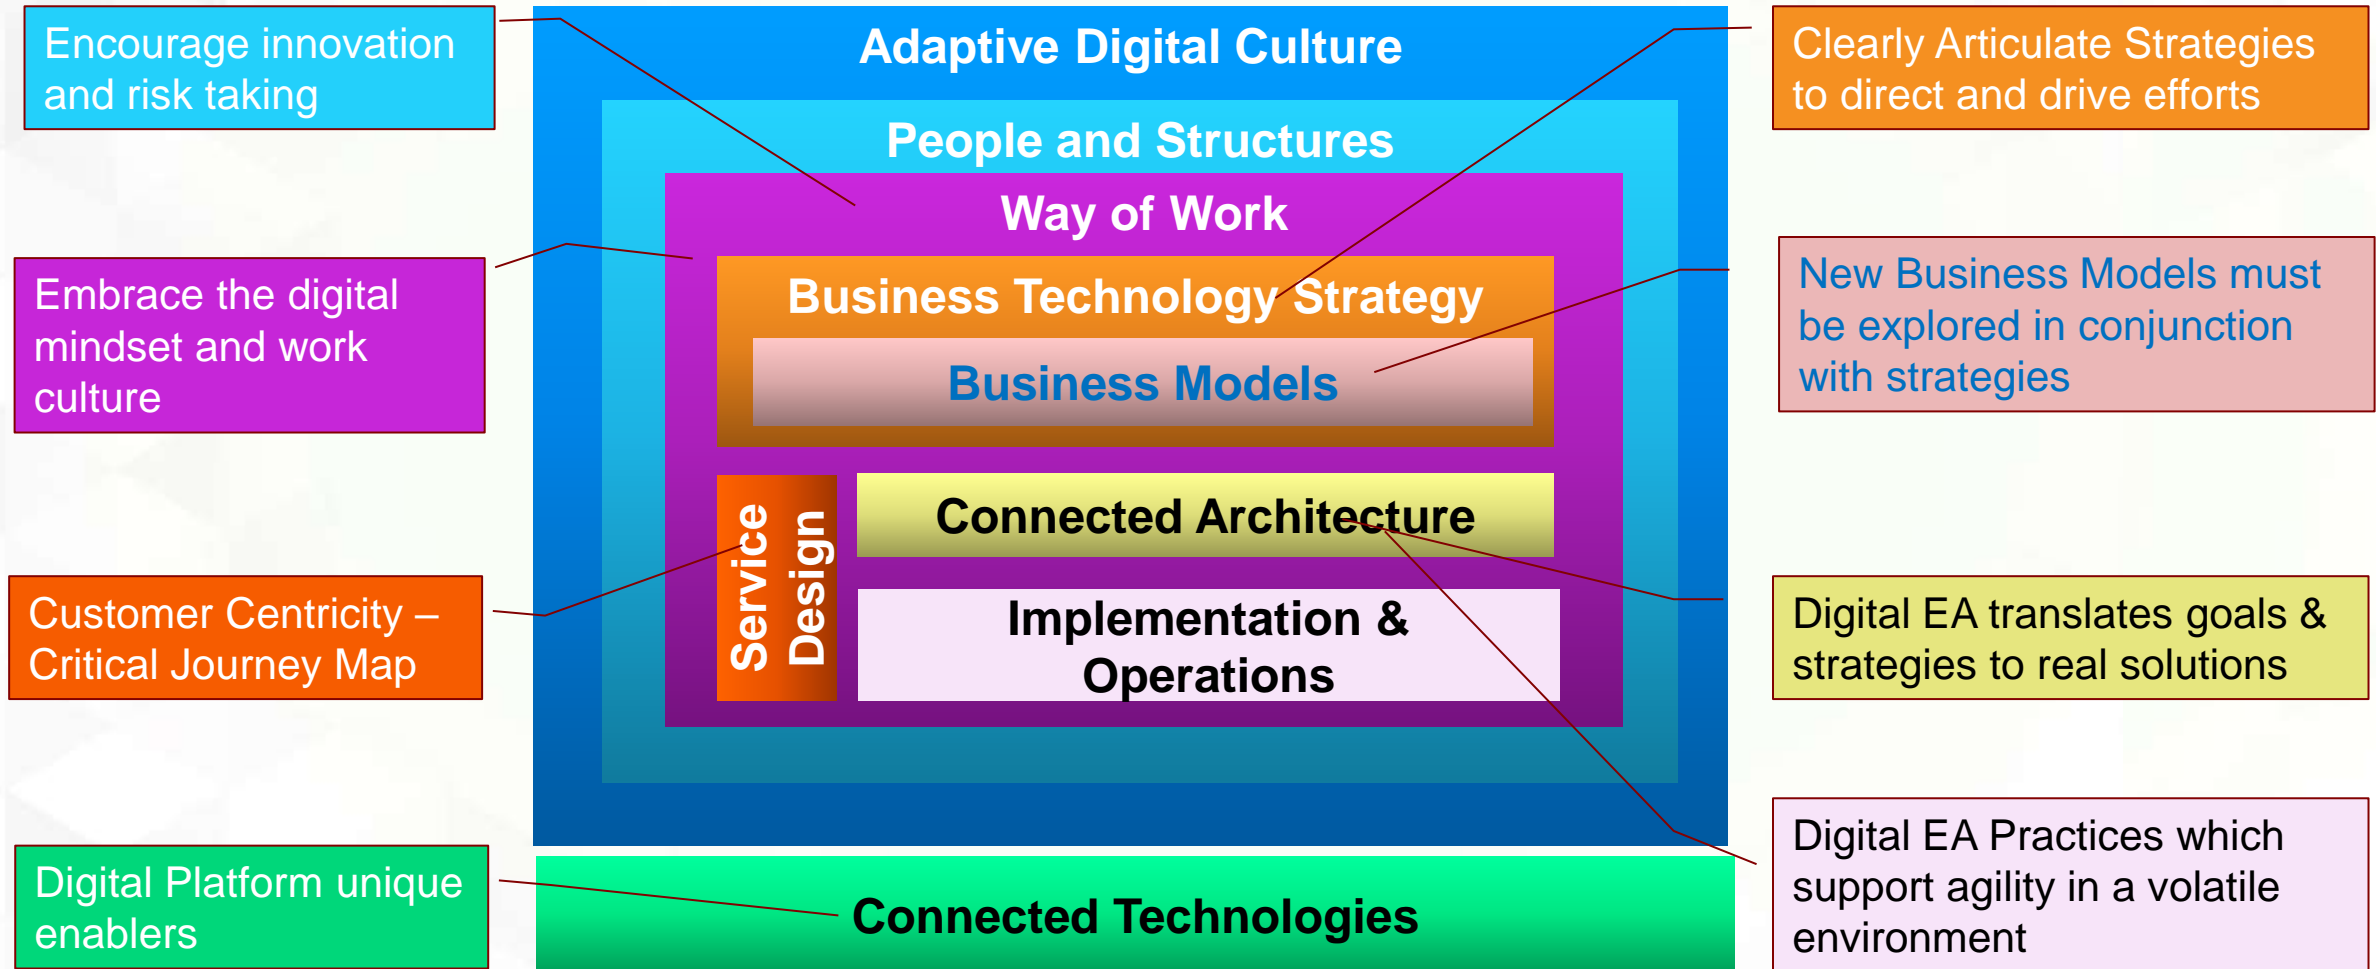 Encourage innovation
and risk taking
Embrace the digital
mindset and work
culture
Customer Centricity –
Critical Journey Map
Digital Platform unique
enablers
Adaptive Digital Culture
People and Structures
Way of Work
Business Technology Strategy
Business Models
Service
Design
Connected Architecture
Implementation &
Operations
Connected Technologies
Clearly Articulate Strategies
to direct and drive efforts
New Business Models must
be explored in conjunction
with strategies
Digital EA translates goals &
strategies to real solutions
Digital EA Practices which
support agility in a volatile
environment